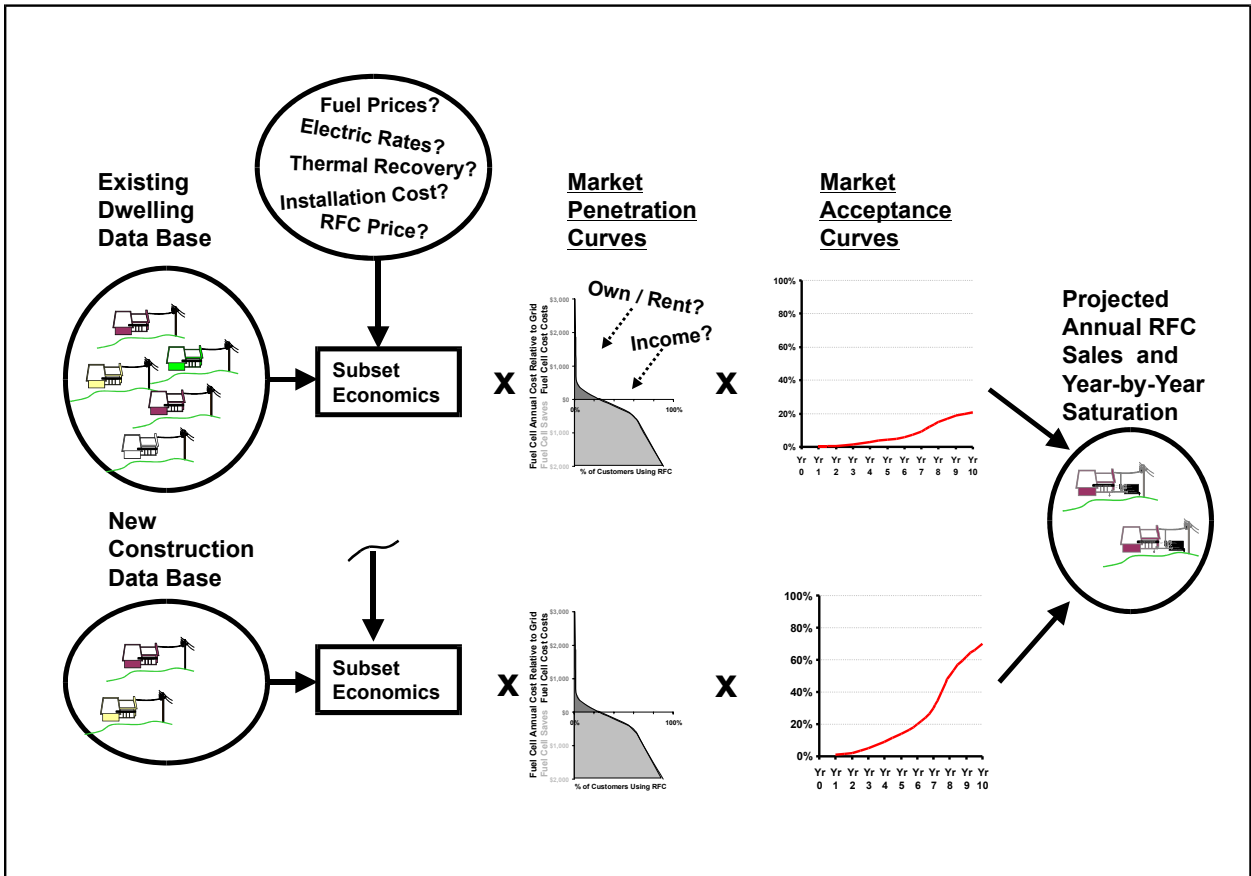 Fuel Prices?
Electric Rates?
Thermal Recovery?
Installation Cost?
RFC Price?
Existing
Dwelling
Data Base
Subset
Economics
X
Market
Penetration
Curves
Fuel Cell Annual Cost Relative to Grid
Fuel Cell Saves Fuel Cell Cost Costs
$3,000
$2,000
$1,000
$0
$1,000
$2,000
0%
100%
% of Customers Using RFC
Own / Rent?
Income?
X
Market
Acceptance
Curves
100%
80%
60%
40%
20%
0%
Yr Yr Yr Yr Yr Yr Yr Yr Yr Yr Yr
0 1 2 3 4 5 6 7 8 9 10
Projected
Annual RFC
Sales and
Year-by-Year
Saturation
New
Construction
Data Base
Subset
Economics
X
Fuel Cell Annual Cost Relative to Grid
Fuel Cell Saves Fuel Cell Cost Costs
$3,000
$2,000
$1,000
$0
$1,000
$2,000
0%
100%
% of Customers Using RFC
X
100%
80%
60%
40%
20%
0%
Yr Yr Yr Yr Yr Yr Yr Yr Yr Yr Yr
0 1 2 3 4 5 6 7 8 9 10